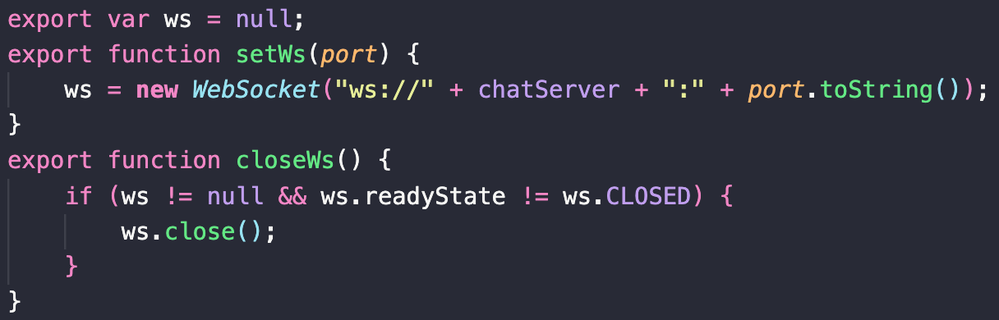 export var ws = null;
export function setWs(port) {
    ws = new WebSocket("ws://" + chatServer + ":" + port.toString());
}
export function closeWs() {
    if (ws != null && ws.readyState != ws.CLOSED) {
        ws.close();
    }
}